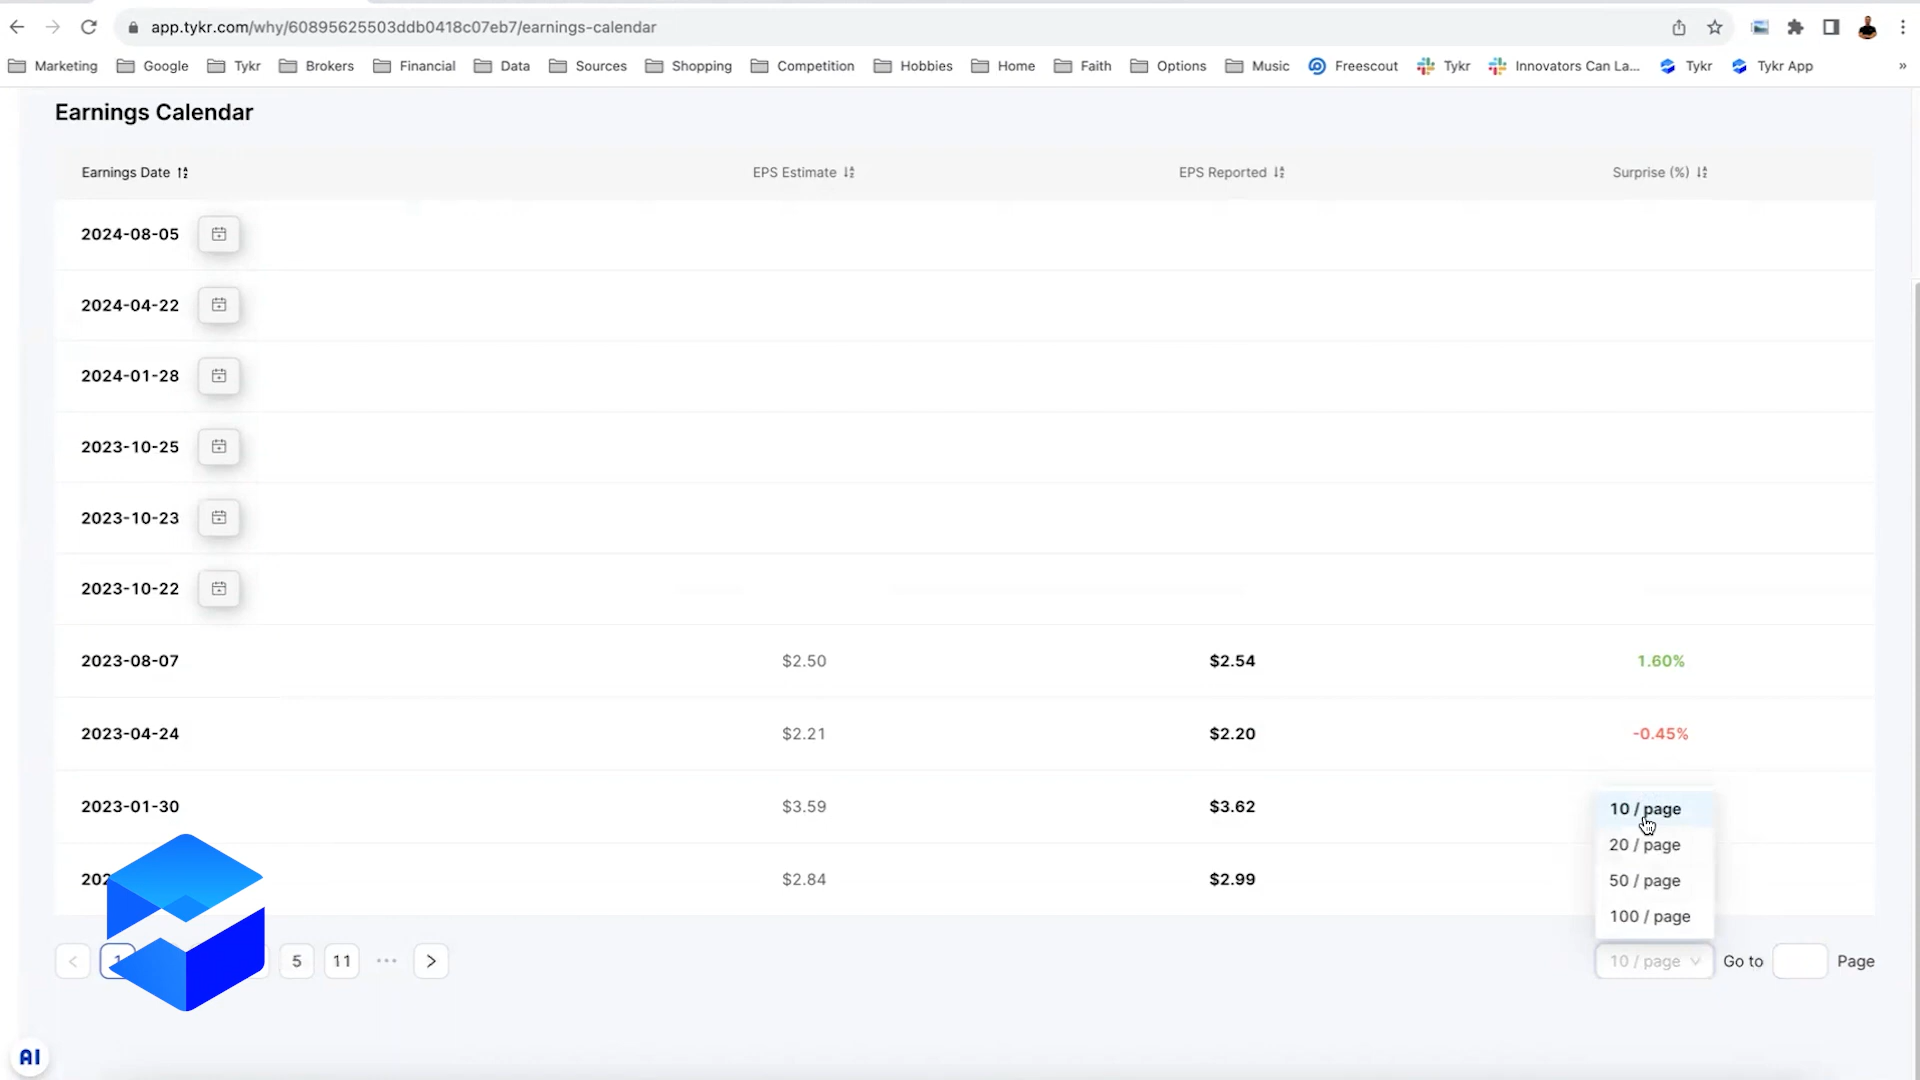 app.tykr.com/why/60895625503ddb0418c07eb7/earnings-calendar
Marketing Google Tykr Brokers Financial Data Sources Shopping Competition Hobbies Home Faith Options Music Freescout Tykr Innovators Can La... Tykr Tykr App »
Earnings Calendar
Earnings Date EPS Estimate EPS Reported Surprise (%)
2024-08-05
2024-04-22
2024-01-28
2023-10-25
2023-10-23
2023-10-22
2023-08-07 $2.50 $2.54 1.60%
2023-04-24 $2.21 $2.20 -0.45%
2023-01-30 $3.59 $3.62
$2.84 $2.99
10 / page
20 / page
50 / page
100 / page
< 1 5 11 ••• > 10 / page Go to Page
AI